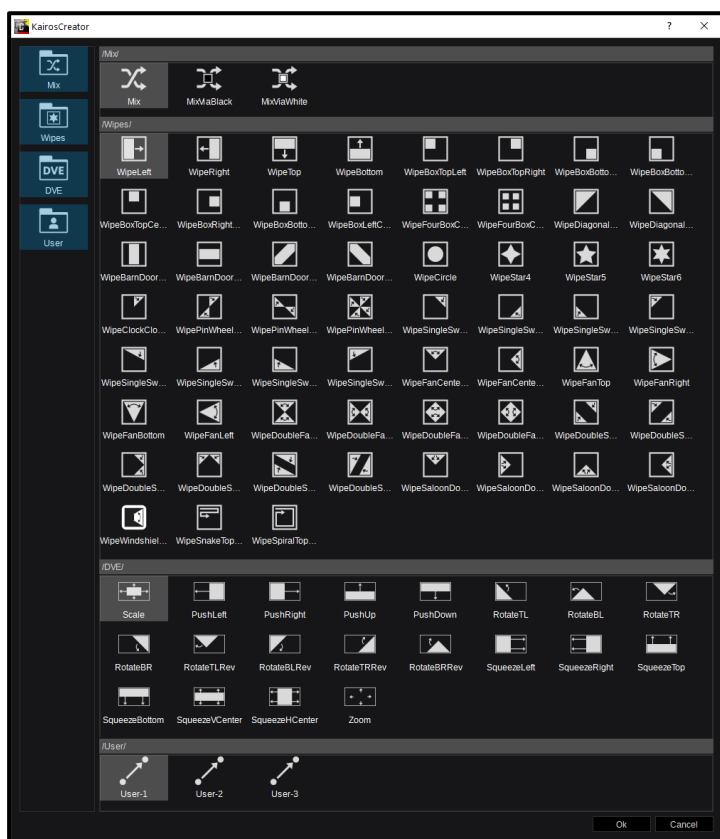 KairosCreator
?
Mix
Wipes
DVE
DVE
User
/Mix/
Mix MixViaBlack MixViaWhite
/Wipes/
WipeLeft WipeRight WipeTop WipeBottom WipeBoxTopLeft WipeBoxTopRight WipeBoxBotto... WipeBoxBotto...
WipeBoxTopCe... WipeBoxRight... WipeBoxBotto... WipeBoxLeftC... WipeFourBoxC... WipeFourBoxC... WipeDiagonal... WipeDiagonal...
WipeBarnDoor... WipeBarnDoor... WipeBarnDoor... WipeBarnDoor... WipeCircle WipeStar4 WipeStar5 WipeStar6
WipeClockClo... WipePinWheel... WipePinWheel... WipePinWheel... WipeSingleSw... WipeSingleSw... WipeSingleSw... WipeSingleSw...
WipeSingleSw... WipeSingleSw... WipeSingleSw... WipeSingleSw... WipeFanCente... WipeFanCente... WipeFanTop WipeFanRight
WipeFanBottom WipeFanLeft WipeDoubleFa... WipeDoubleFa... WipeDoubleFa... WipeDoubleFa... WipeDoubleS... WipeDoubleS...
WipeDoubleS... WipeDoubleS... WipeDoubleS... WipeDoubleS... WipeSaloonDo... WipeSaloonDo... WipeSaloonDo... WipeSaloonDo...
WipeWindshiel... WipeSnakeTop... WipeSpiralTop...
/DVE/
Scale PushLeft PushRight PushUp PushDown RotateTL RotateBL RotateTR
RotateBR RotateTLRev RotateBLRev RotateTRRev RotateBRRev SqueezeLeft SqueezeRight SqueezeTop
SqueezeBottom SqueezeVCenter SqueezeHCenter Zoom
/User/
User-1 User-2 User-3
Ok Cancel